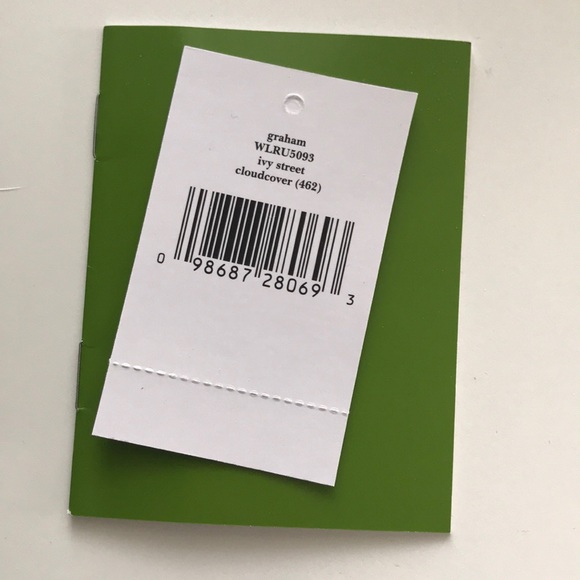 graham
WLRU5093
ivy street
cloudcover (462)
0 98687 28069 3